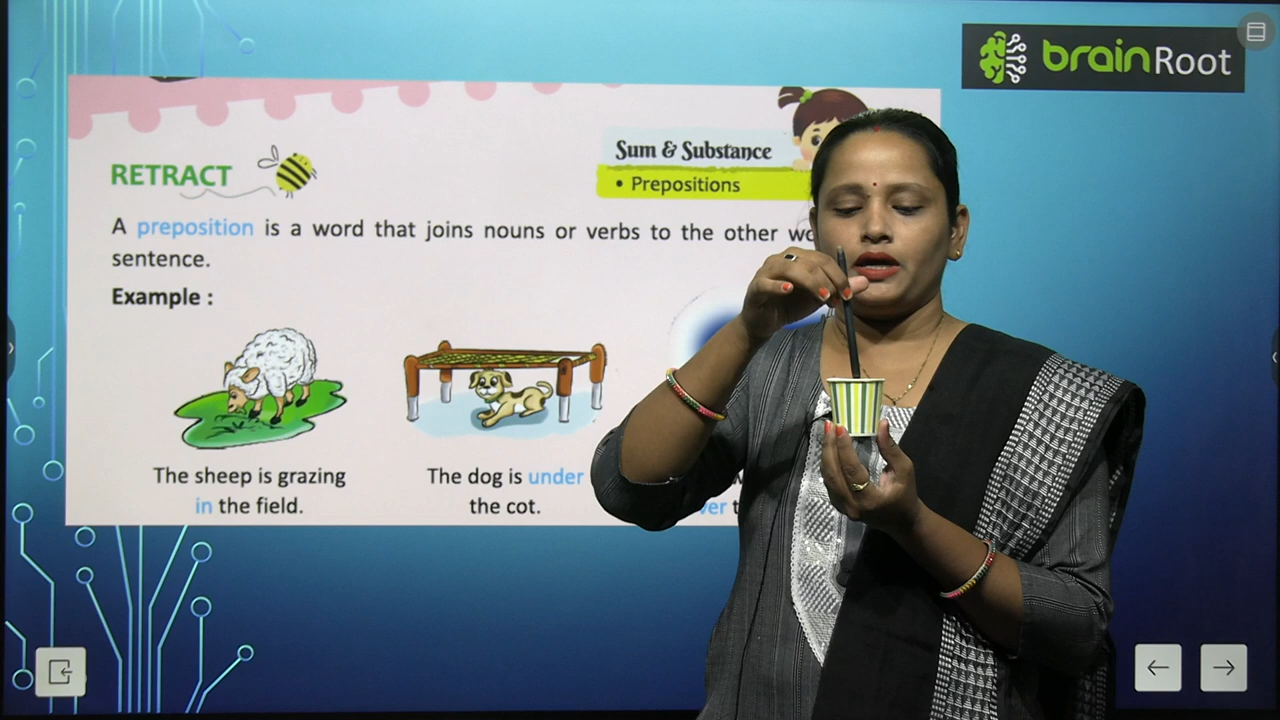 brainRoot
Sum & Substance
• Prepositions
RETRACT
A preposition is a word that joins nouns or verbs to the other
sentence.
Example :
The sheep is grazing
in the field.
The dog is under
the cot.